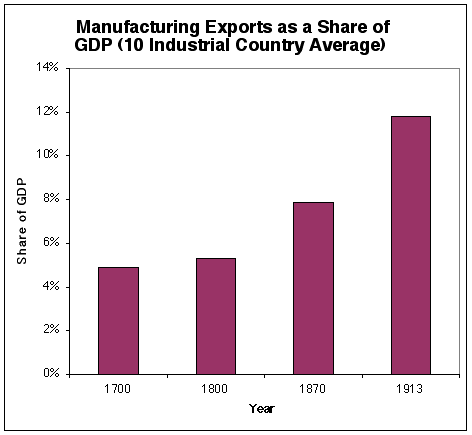 Manufacturing Exports as a Share of
GDP (10 Industrial Country Average)
14%
12%
10%
8%
6%
4%
2%
0%
Share of GDP
1700 1800 1870 1913
Year